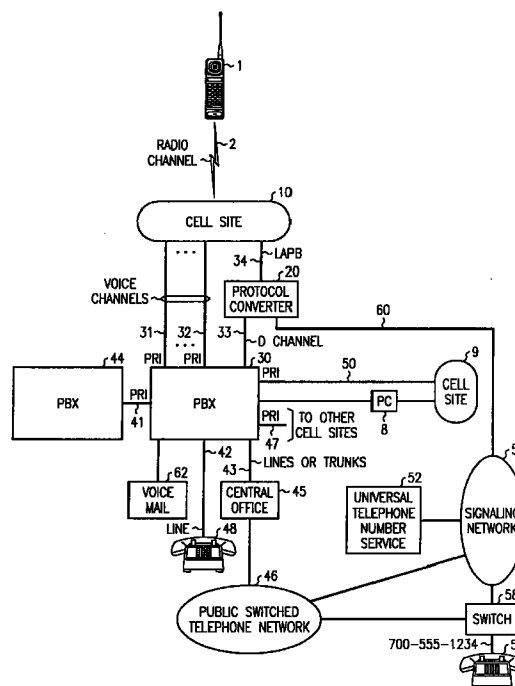 1
2
RADIO
CHANNEL
10
CELL SITE
...
LAPB
34
20
VOICE
CHANNELS
PROTOCOL
CONVERTER
60
31
32
33
D CHANNEL
9
44
PRI
...
PRI
30
PRI
50
CELL
SITE
PBX
PRI
41
PBX
PC
8
PRI
47
TO OTHER
CELL SITES
42
43
LINES OR TRUNKS
62
VOICE
MAIL
CENTRAL
OFFICE
45
52
UNIVERSAL
TELEPHONE
NUMBER
SERVICE
SIGNALING
NETWORK
LINE
48
46
PUBLIC SWITCHED
TELEPHONE NETWORK
58
SWITCH
700-555-1234